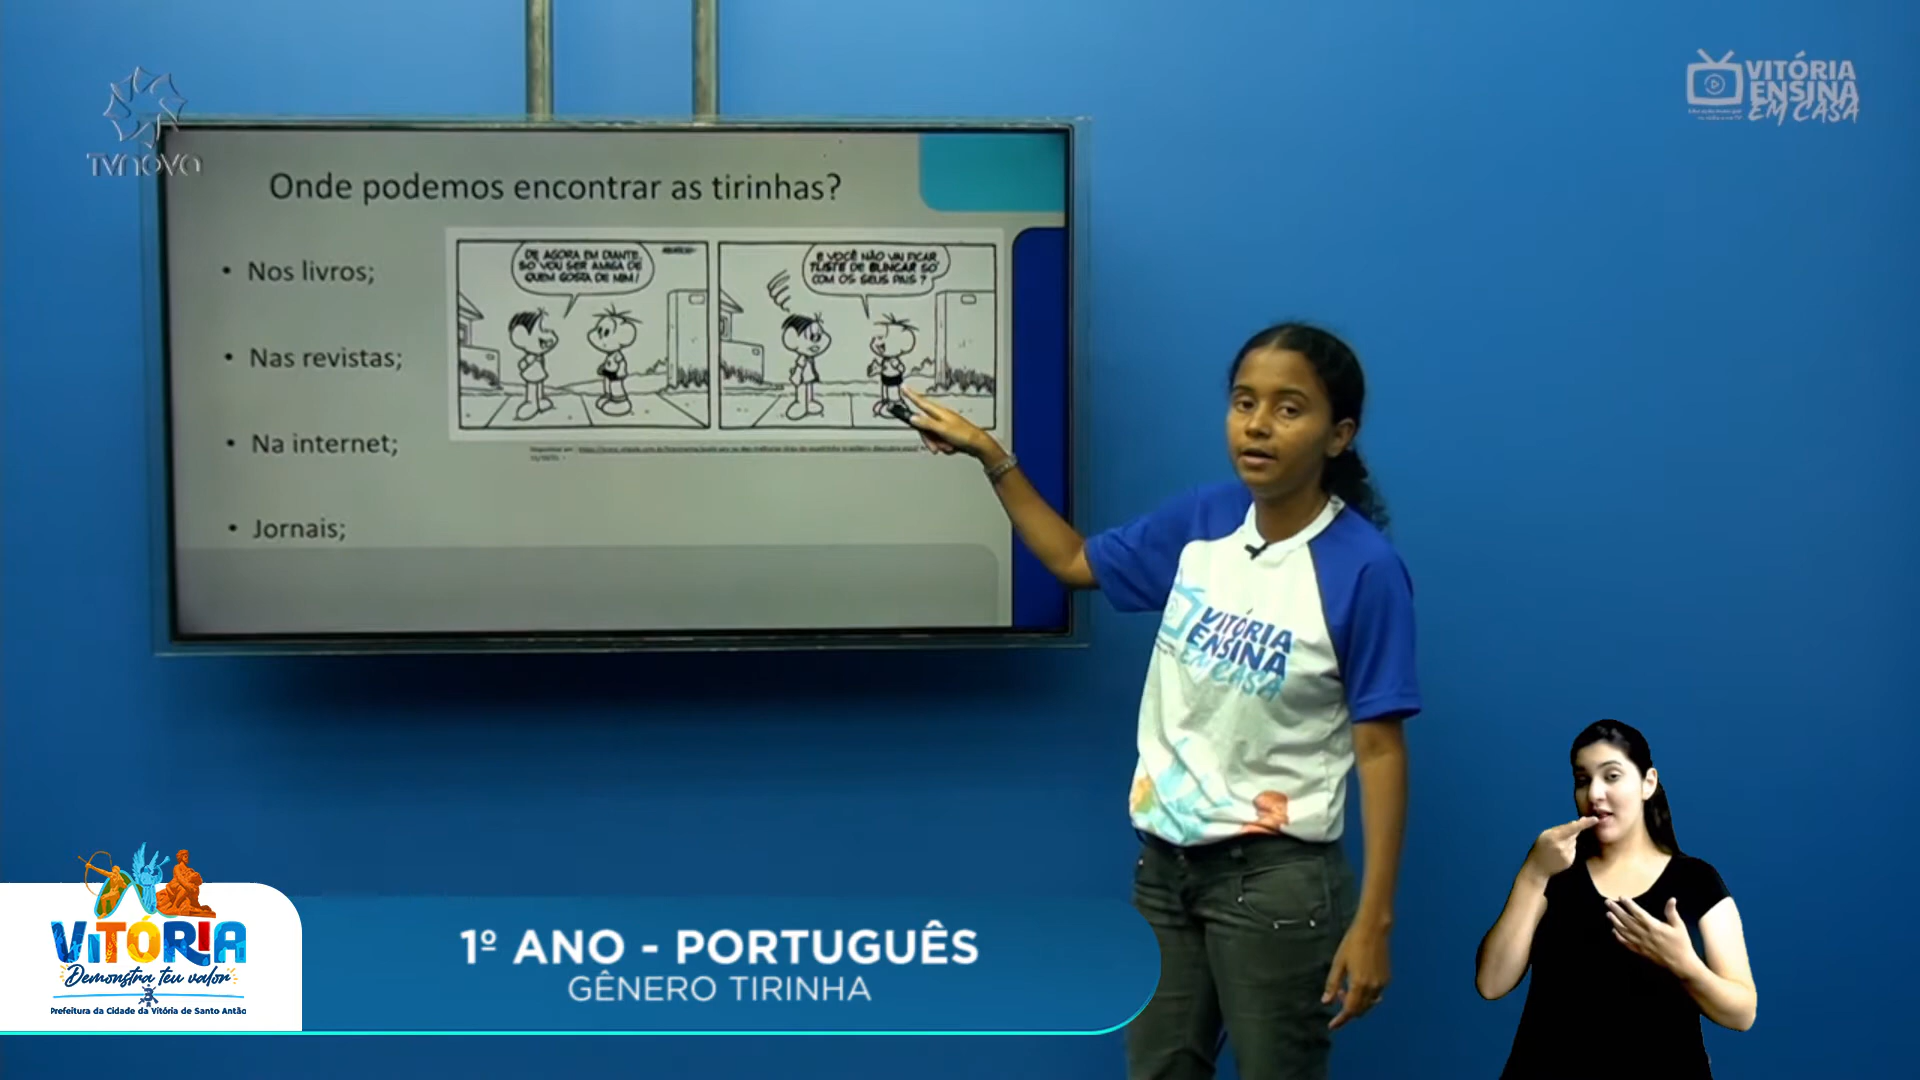 TVNOVA
VITÓRIA
ENSINA
EM CASA
Onde podemos encontrar as tirinhas?
• Nos livros;
• Nas revistas;
• Na internet;
• Jornais;
DE AGORA EM DIANTE,
SÓ VOU SER AMIGA DE
QUEM GOSTA DE MIM!
E VOCÊ NÃO VAI FICAR
TLISTE DE BLINCAR SÓ
COM OS SEUS PAIS?
VITÓRIA
ENSINA
EM CASA
VITÓRIA
Demonstra teu valor
Prefeitura da Cidade da Vitória de Santo Antão
1º ANO - PORTUGUÊS
GÊNERO TIRINHA